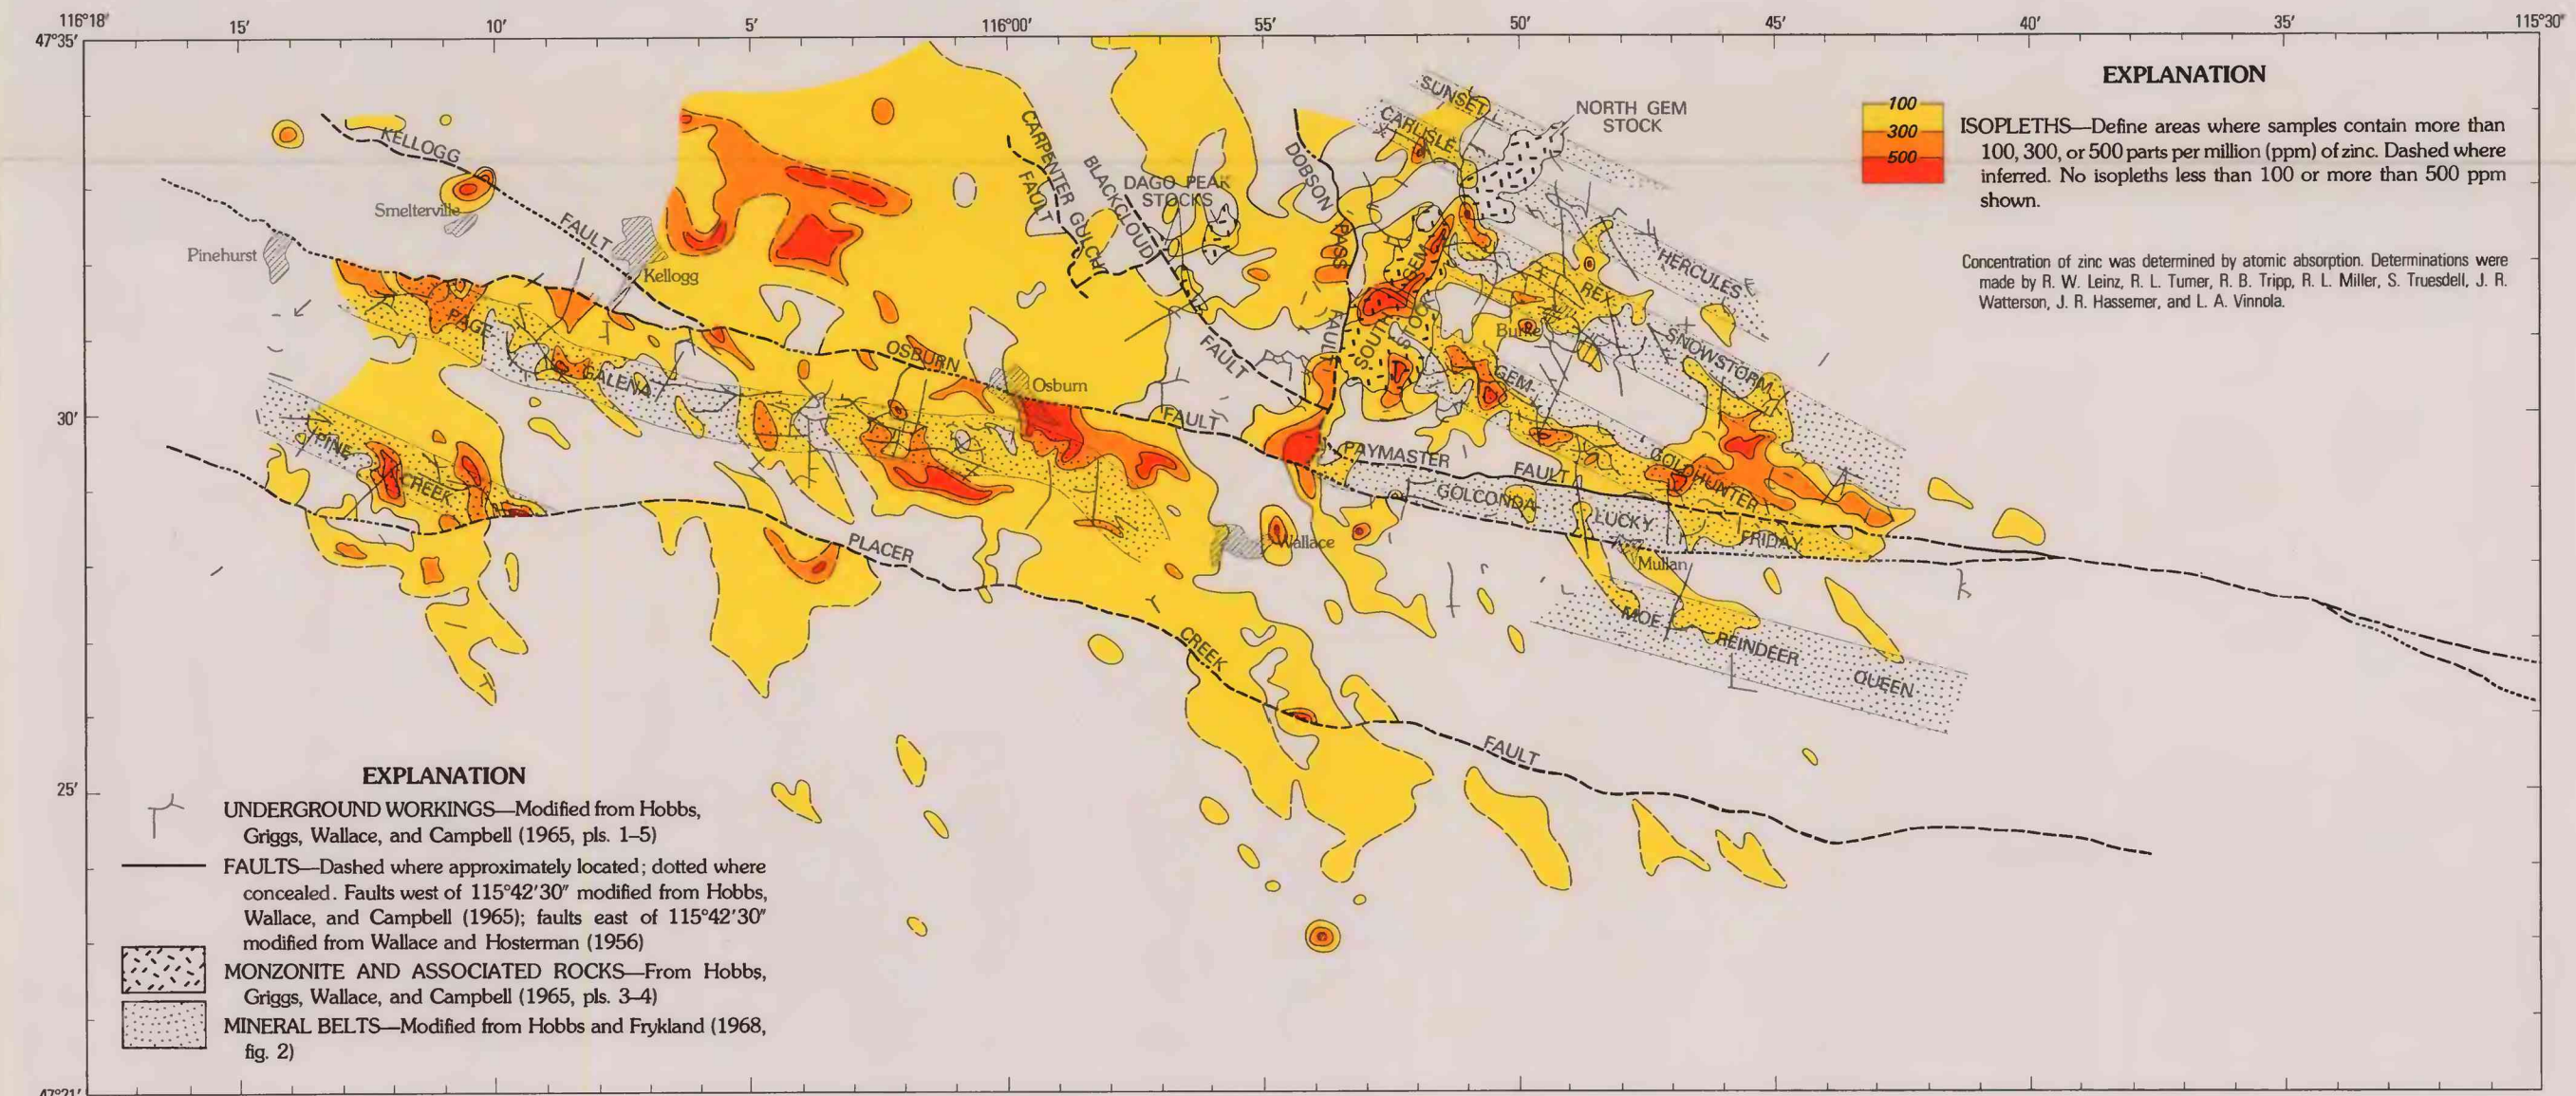 116°18′ 15′ 10′ 5′ 116°00′ 55′ 50′ 45′ 40′ 35′ 115°30″
47°35′
30′
25′
47°21′
EXPLANATION
100
300
500
ISOPLETHS—Define areas where samples contain more than
100, 300, or 500 parts per million (ppm) of zinc. Dashed where
inferred. No isopleths less than 100 or more than 500 ppm
shown.
Concentration of zinc was determined by atomic absorption. Determinations were
made by R. W. Leinz, R. L. Turner, R. B. Tripp, R. L. Miller, S. Truesdell, J. R.
Watterson, J. R. Hassemer, and L. A. Vinnola.
SUNSET
CARLISLE
NORTH GEM
STOCK
HERCULES
REX
Burke
SNOWSTORM
GEM-
GOLDHUNTER
DAGO PEAK
STOCKS
CARPENTER GULCH
FAULT
BLACKCLOUD
FAULT
DOBSON
PASS
FAULT
SOUTH
GEM
STOCK
KELLOGG
FAULT
Smelterville
Pinehurst
Kellogg
PAGE
GALENA
OSBURN
FAULT
Osburn
PINE
CREEK
PLACER
CREEK
FAULT
Wallace
PAYMASTER
FAULT
GOLCONDA
LUCKY
FRIDAY
Mullan
MOE
REINDEER
QUEEN
EXPLANATION
UNDERGROUND WORKINGS—Modified from Hobbs,
Griggs, Wallace, and Campbell (1965, pls. 1–5)
FAULTS—Dashed where approximately located; dotted where
concealed. Faults west of 115°42′30″ modified from Hobbs,
Wallace, and Campbell (1965); faults east of 115°42′30″
modified from Wallace and Hosterman (1956)
MONZONITE AND ASSOCIATED ROCKS—From Hobbs,
Griggs, Wallace, and Campbell (1965, pls. 3–4)
MINERAL BELTS—Modified from Hobbs and Frykland (1968,
fig. 2)